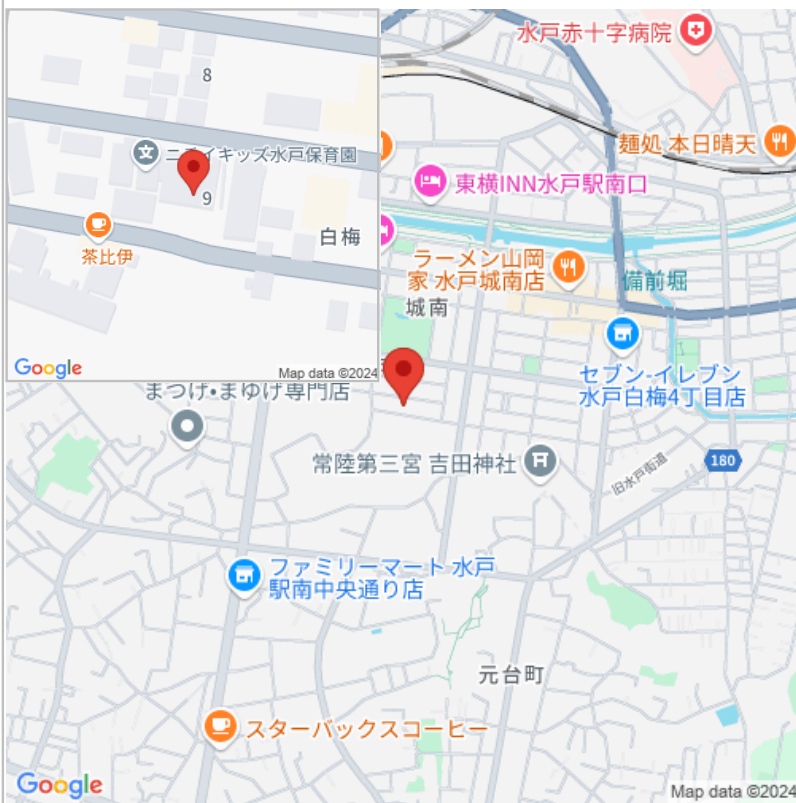 8
ニチイキッズ水戸保育園
9
茶比伊
白梅
Google
Map data ©2024
水戸赤十字病院
麺処 本日晴天
東横INN水戸駅南口
ラーメン山岡
家 水戸城南店
備前堀
城南
セブン-イレブン
水戸白梅4丁目店
まつげ・まゆげ専門店
常陸第三宮 吉田神社
180
旧水戸街道
ファミリーマート 水戸
駅南中央通り店
元台町
スターバックスコーヒー
Google
Map data ©2024